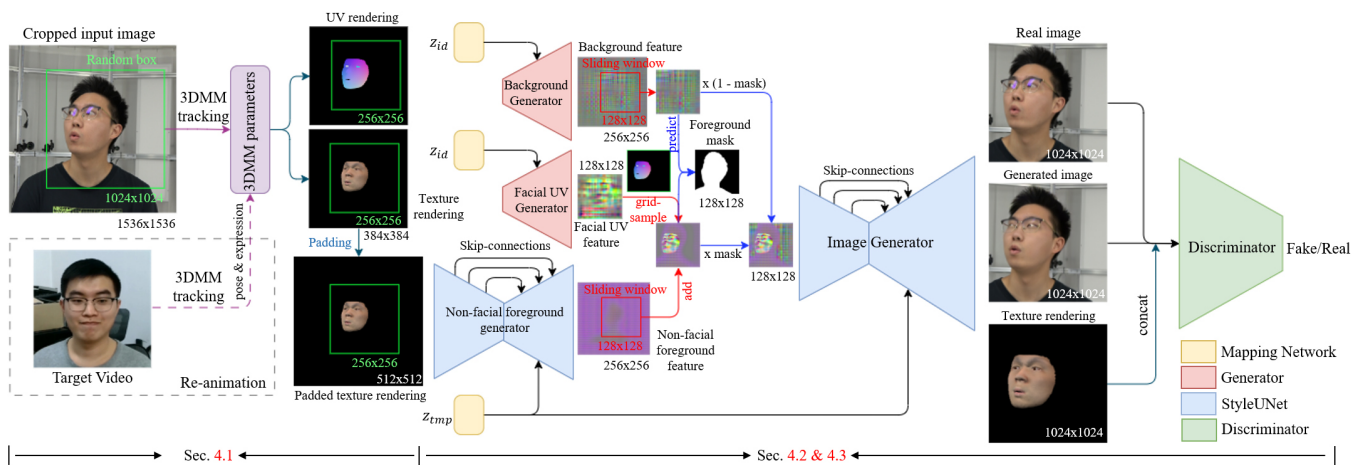 Cropped input image
Random box
1024x1024
1536x1536
3DMM
tracking
3DMM parameters
pose & expression
3DMM
tracking
Target Video
Re-animation
UV rendering
256x256
256x256
384x384
Texture
rendering
Padding
256x256
512x512
Padded texture rendering
z_id
Background
Generator
Background feature
Sliding window
128x128
256x256
x (1 - mask)
predict
Foreground
mask
128x128
z_id
Facial UV
Generator
128x128
Facial UV
feature
grid-
sample
x mask
128x128
add
Skip-connections
Non-facial foreground
generator
Sliding window
128x128
256x256
Non-facial
foreground
feature
z_tmp
Skip-connections
Image Generator
Real image
1024x1024
Generated image
1024x1024
Texture rendering
1024x1024
concat
Discriminator
Fake/Real
Mapping Network
Generator
StyleUNet
Discriminator
Sec. 4.1
Sec. 4.2 & 4.3